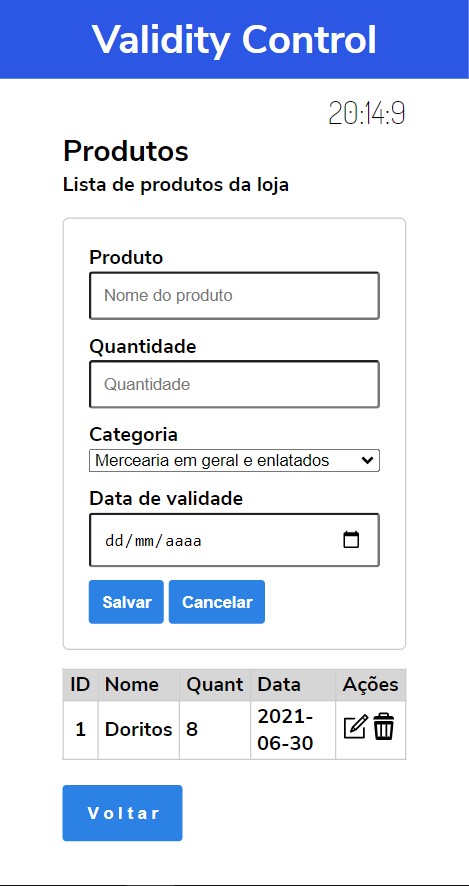 Validity Control
20:14:9
Produtos
Lista de produtos da loja
Produto
Nome do produto
Quantidade
Quantidade
Categoria
Mercearia em geral e enlatados
Data de validade
dd/mm/aaaa
Salvar Cancelar
ID Nome Quant Data Ações
1 Doritos 8 2021-
06-30
Voltar